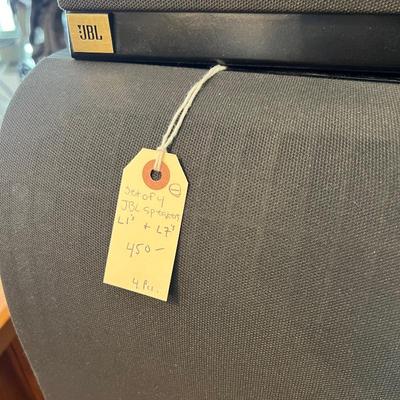 JBL
Set of 4
JBL Speakers
L1's + L7's
450-
4 Pcs.